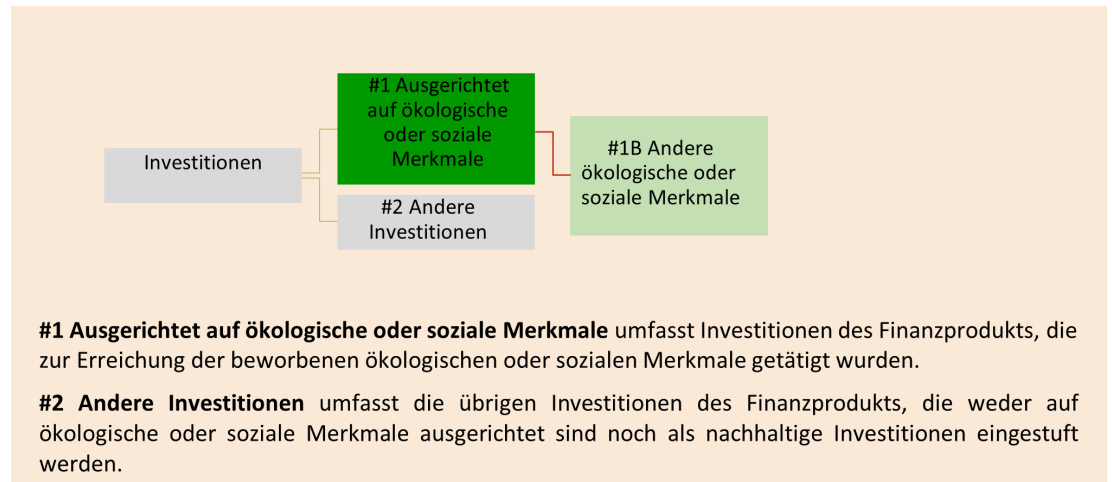 #1 Ausgerichtet
auf ökologische
oder soziale
Merkmale
Investitionen
#2 Andere
Investitionen
#1B Andere
ökologische oder
soziale Merkmale
#1 Ausgerichtet auf ökologische oder soziale Merkmale umfasst Investitionen des Finanzprodukts, die
zur Erreichung der beworbenen ökologischen oder sozialen Merkmale getätigt wurden.
#2 Andere Investitionen umfasst die übrigen Investitionen des Finanzprodukts, die weder auf
ökologische oder soziale Merkmale ausgerichtet sind noch als nachhaltige Investitionen eingestuft
werden.